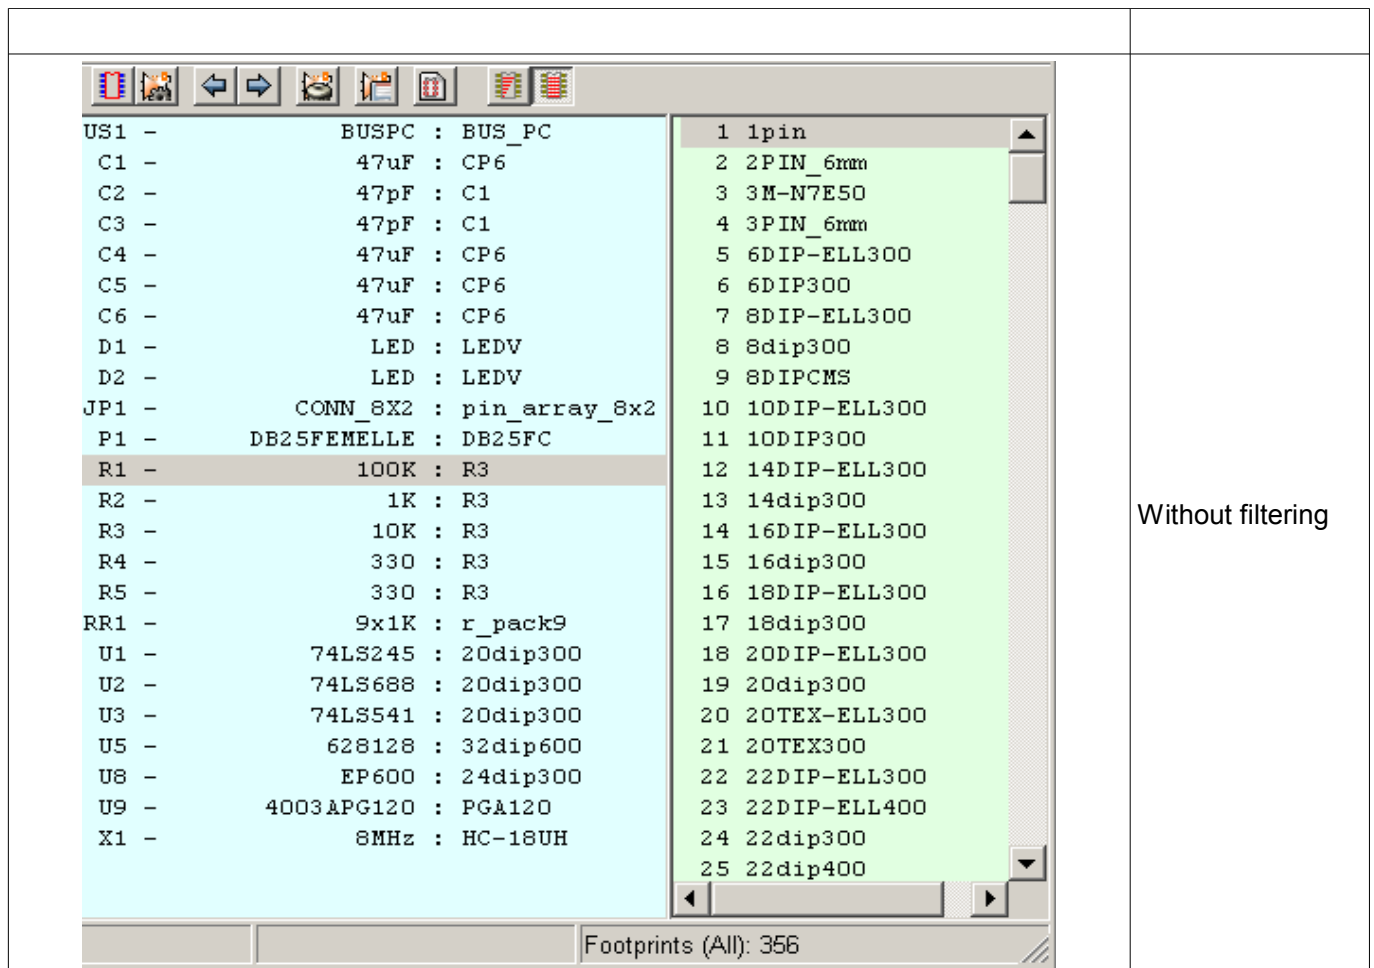 US1 - BUSPC : BUS_PC
C1 - 47uF : CP6
C2 - 47pF : C1
C3 - 47pF : C1
C4 - 47uF : CP6
C5 - 47uF : CP6
C6 - 47uF : CP6
D1 - LED : LEDV
D2 - LED : LEDV
JP1 - CONN_8X2 : pin_array_8x2
P1 - DB25FEMELLE : DB25FC
R1 - 100K : R3
R2 - 1K : R3
R3 - 10K : R3
R4 - 330 : R3
R5 - 330 : R3
RR1 - 9x1K : r_pack9
U1 - 74LS245 : 20dip300
U2 - 74LS688 : 20dip300
U3 - 74LS541 : 20dip300
U5 - 628128 : 32dip600
U8 - EP600 : 24dip300
U9 - 4003APG120 : PGA120
X1 - 8MHz : HC-18UH
1 1pin
2 2PIN_6mm
3 3M-N7E50
4 3PIN_6mm
5 6DIP-ELL300
6 6DIP300
7 8DIP-ELL300
8 8dip300
9 8DIPCMS
10 10DIP-ELL300
11 10DIP300
12 14DIP-ELL300
13 14dip300
14 16DIP-ELL300
15 16dip300
16 18DIP-ELL300
17 18dip300
18 20DIP-ELL300
19 20dip300
20 20TEX-ELL300
21 20TEX300
22 22DIP-ELL300
23 22DIP-ELL400
24 22dip300
25 22dip400
Footprints (All): 356
Without filtering